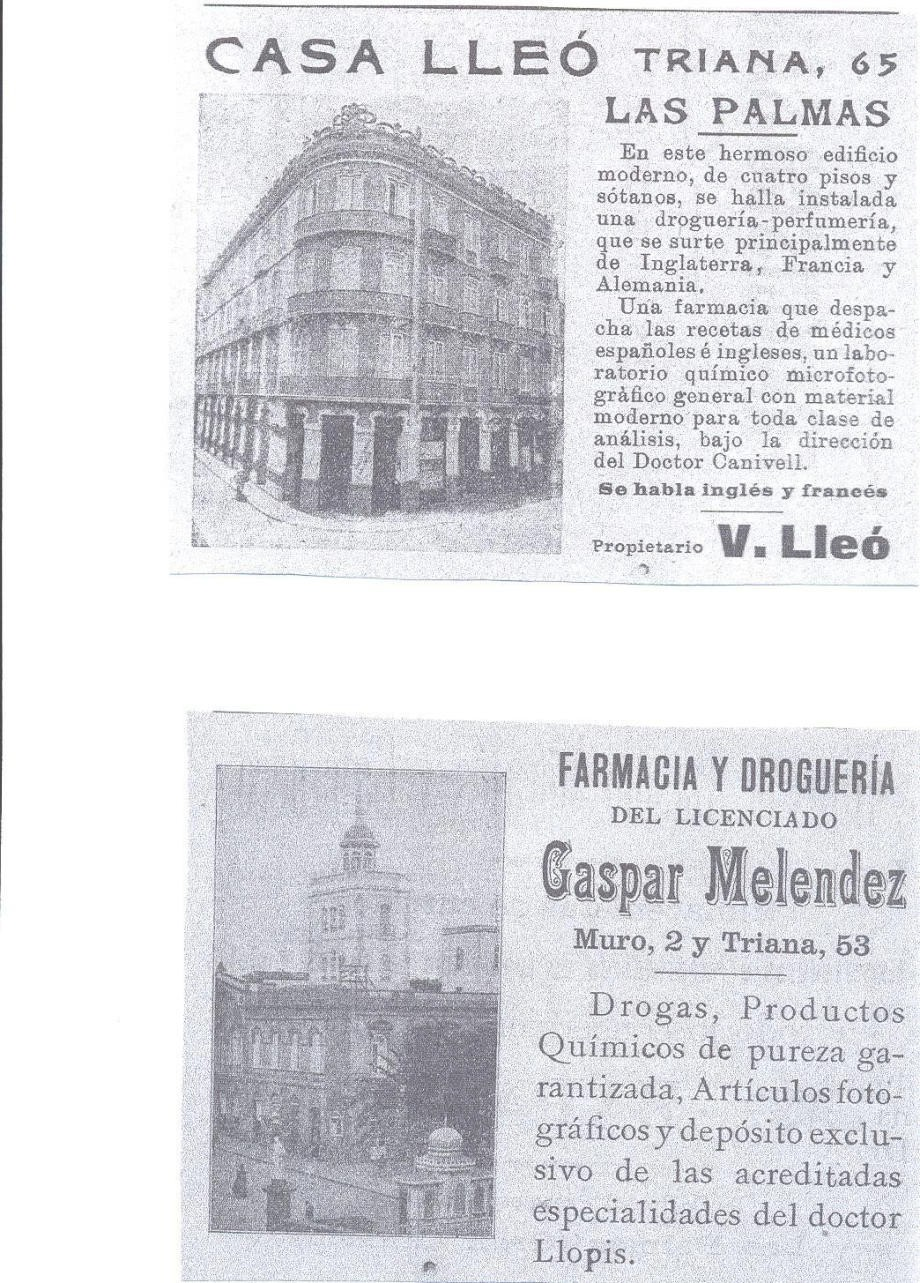 CASA LLEÓ TRIANA, 65
LAS PALMAS
En este hermoso edificio
moderno, de cuatro pisos y
sótanos, se halla instalada
una droguería-perfumería,
que se surte principalmente
de Inglaterra, Francia y
Alemania.
Una farmacia que despa-
cha las recetas de médicos
españoles é ingleses, un labo-
ratorio químico microfoto-
gráfico general con material
moderno para toda clase de
análisis, bajo la dirección
del Doctor Canivell.
Se habla inglés y francés
Propietario V. Lleó
FARMACIA Y DROGUERÍA
DEL LICENCIADO
Gaspar Melendez
Muro, 2 y Triana, 53
Drogas, Productos
Químicos de pureza ga-
rantizada, Artículos foto-
gráficos y depósito exclu-
sivo de las acreditadas
especialidades del doctor
Llopis.